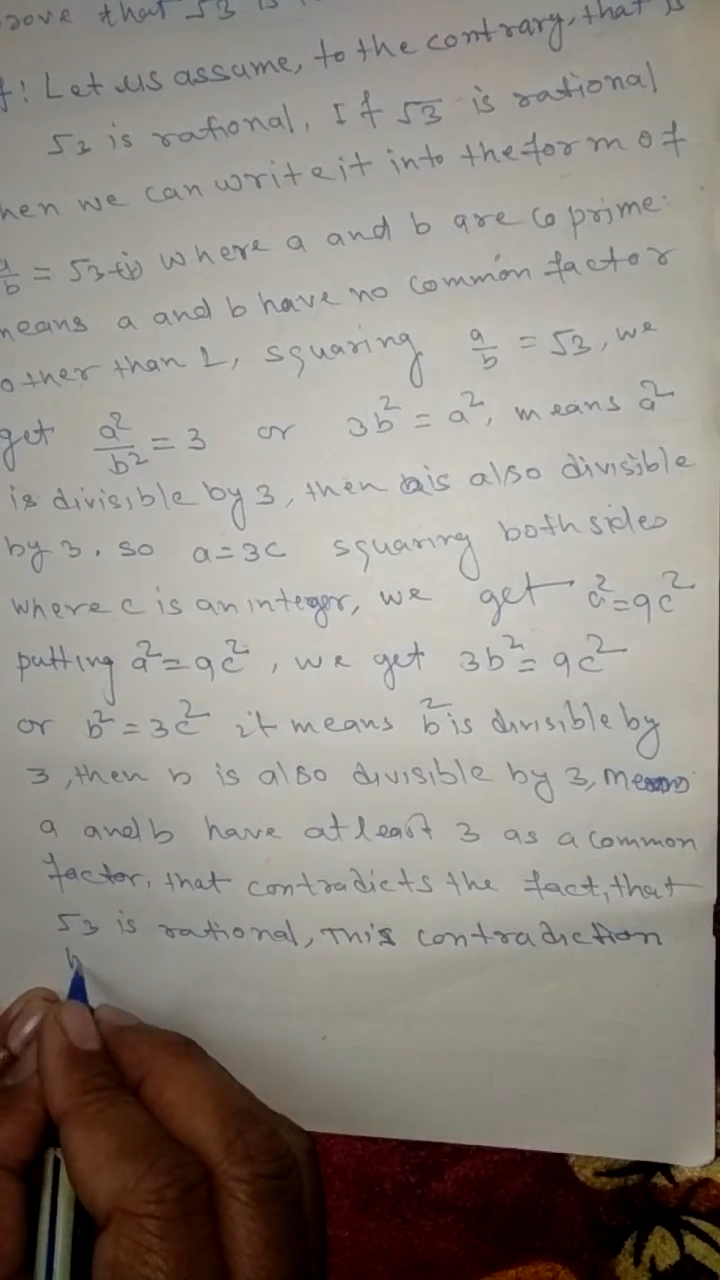 that √3 is
! Let us assume, to the contrary, that is
√3 is rational, If √3 is rational
hen we can write it into the form of
a/b = √3-(i) where a and b are co prime:
neans a and b have no common factor
other than 1, squaring a/b = √3, we
get a²/b² = 3 or 3b² = a², means a²
is divisible by 3, then a is also divisible
by 3. so a=3c squaring both sides
where c is an integer, we get a²=9c²
putting a²=9c², we get 3b²=9c²
or b²=3c² it means b² is divisible by
3, then b is also divisible by 3, means
a and b have atleast 3 as a common
factor, that contradicts the fact, that
√3 is rational, This contradiction